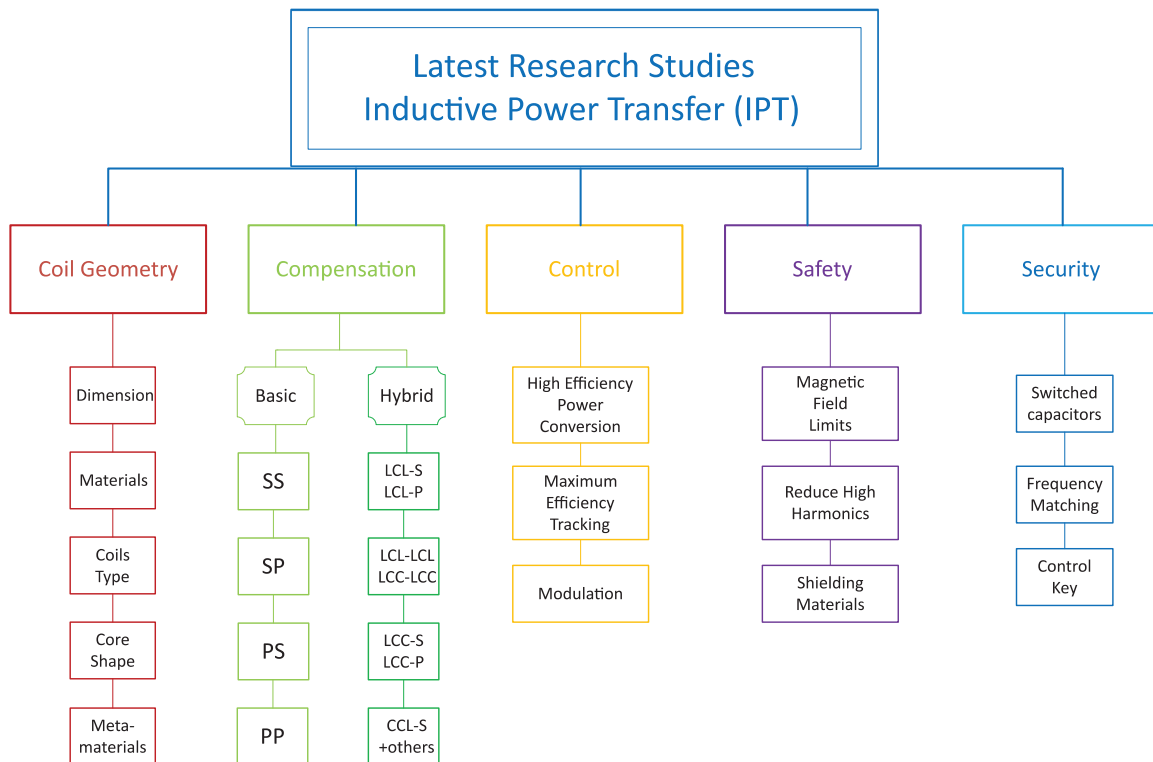 Latest Research Studies
Inductive Power Transfer (IPT)
Coil Geometry
Compensation
Control
Safety
Security
Dimension
Materials
Coils
Type
Core
Shape
Meta-
materials
Basic
SS
SP
PS
PP
Hybrid
LCL-S
LCL-P
LCL-LCL
LCC-LCC
LCC-S
LCC-P
CCL-S
+others
High Efficiency
Power
Conversion
Maximum
Efficiency
Tracking
Modulation
Magnetic
Field
Limits
Reduce High
Harmonics
Shielding
Materials
Switched
capacitors
Frequency
Matching
Control
Key